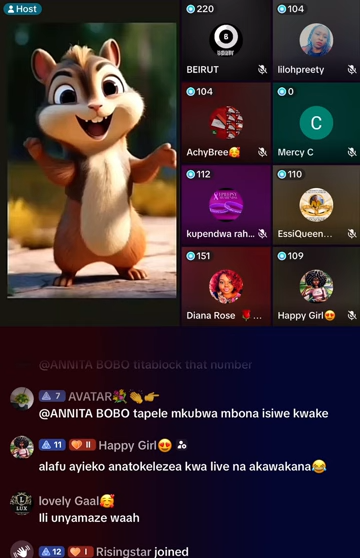 Host
220
BEIRUT
104
lilohpreety
104
AchyBree🥰
0
C
Mercy C
112
kupendwa rah...
110
EssiQueen...
151
Diana Rose 🌹...
109
Happy Girl😍
@ANNITA BOBO titablock that number
7 AVATAR💐👏👉
@ANNITA BOBO tapele mkubwa mbona isiwe kwake
11 II Happy Girl😍
alafu ayieko anatokelezea kwa live na akawakana😂
LUX
lovely Gaal🥰
Ili unyamaze waah
12 I Risingstar joined